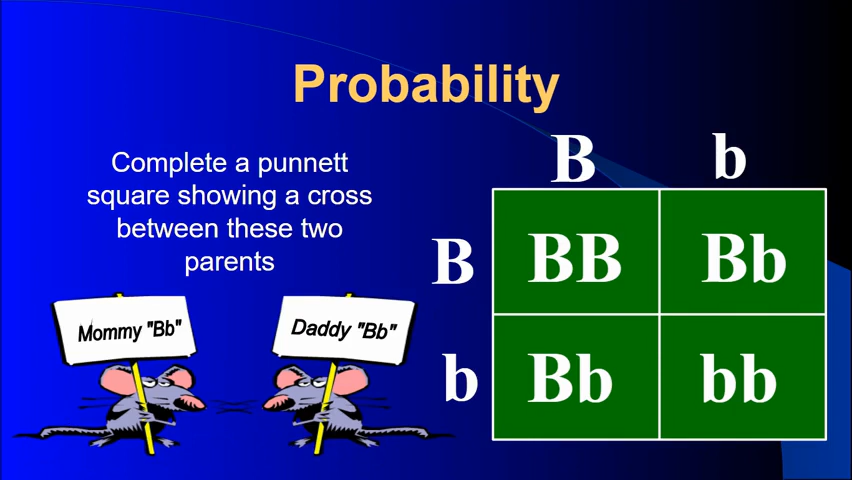 Probability
Complete a punnett
square showing a cross
between these two
parents
Mommy "Bb"
Daddy "Bb"
B b
B BB Bb
b Bb bb